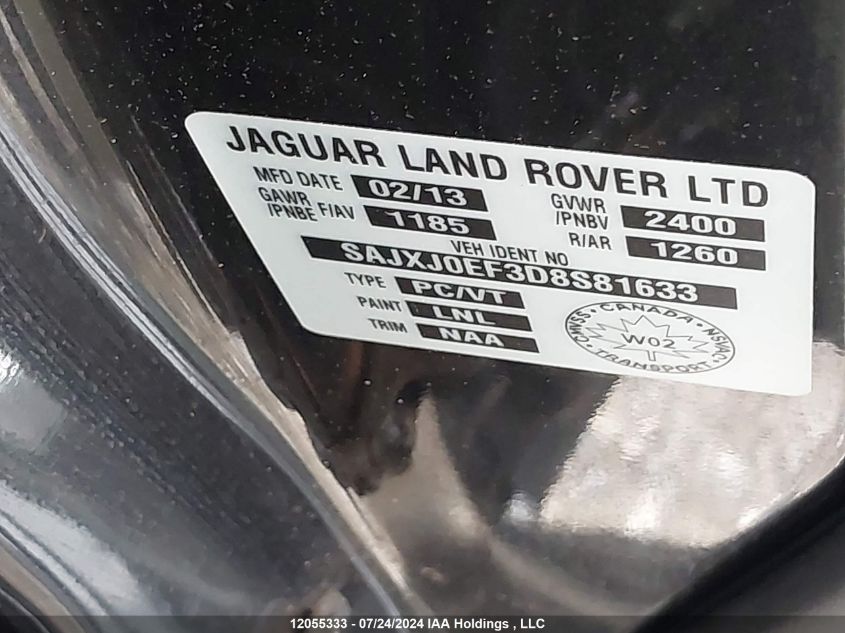 JAGUAR LAND ROVER LTD
MFD DATE 02/13 GVWR /PNBV 2400
GAWR /PNBE F/AV 1185 R/AR 1260
VEH IDENT NO
SAJXJ0EF3D8S81633
TYPE PC/VT
PAINT LNL
TRIM NAA
CANADA
CMVSS NSVAC
W02
TRANSPORT
12055333 - 07/24/2024 IAA Holdings , LLC